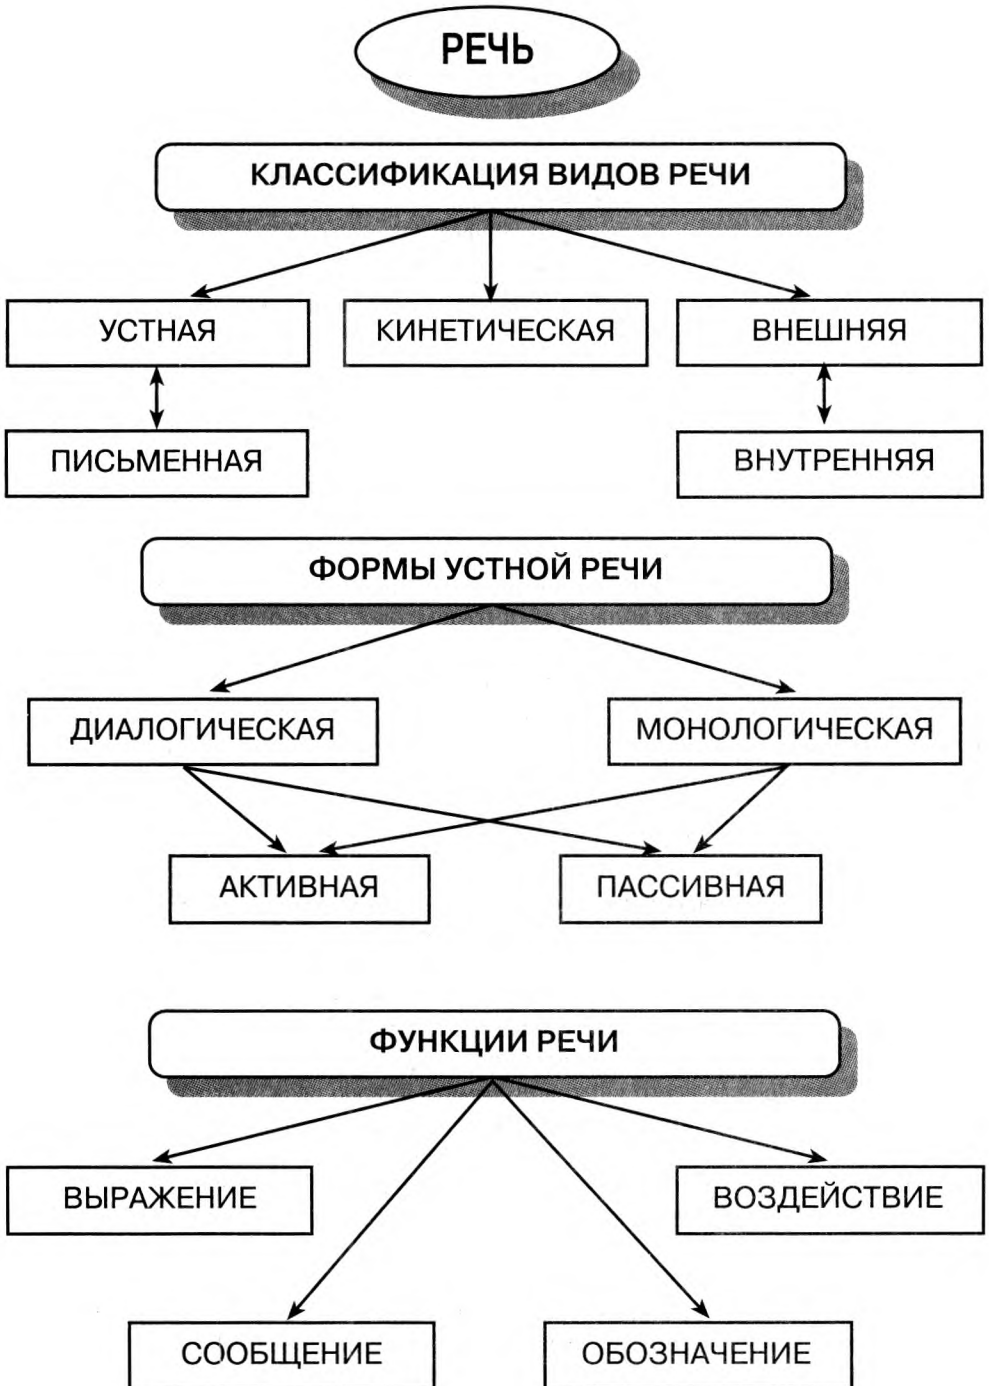 РЕЧЬ
КЛАССИФИКАЦИЯ ВИДОВ РЕЧИ
УСТНАЯ
КИНЕТИЧЕСКАЯ
ВНЕШНЯЯ
ПИСЬМЕННАЯ
ВНУТРЕННЯЯ
ФОРМЫ УСТНОЙ РЕЧИ
ДИАЛОГИЧЕСКАЯ
МОНОЛОГИЧЕСКАЯ
АКТИВНАЯ
ПАССИВНАЯ
ФУНКЦИИ РЕЧИ
ВЫРАЖЕНИЕ
ВОЗДЕЙСТВИЕ
СООБЩЕНИЕ
ОБОЗНАЧЕНИЕ